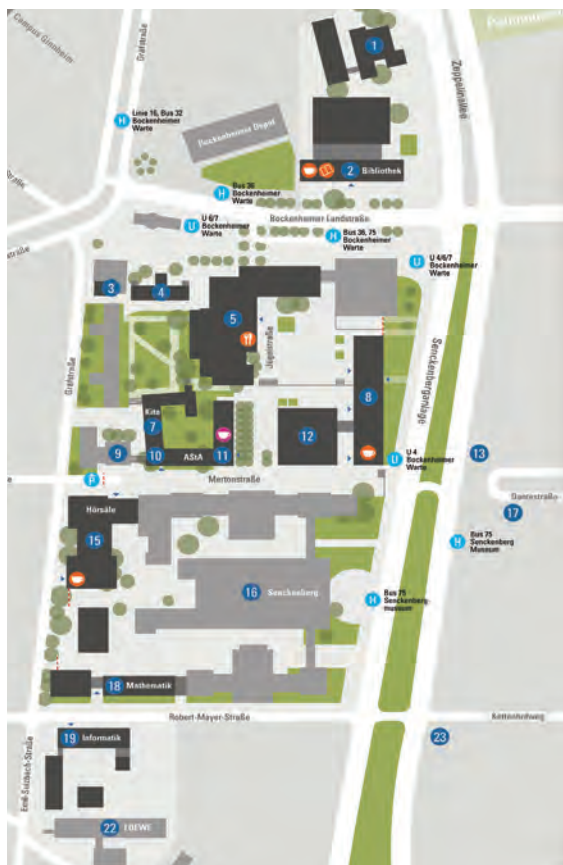 Campus Ginnheim
Gräfstraße
Zeppelinallee
1
H
Linie 16, Bus 32
Bockenheimer
Warte
Bockenheimer Depot
2
Bibliothek
H
Bus 36
Bockenheimer
Warte
Bockenheimer Landstraße
U
U 6/7
Bockenheimer
Warte
H
Bus 36, 75
Bockenheimer
Warte
U
U 4/6/7
Bockenheimer
Warte
3
4
5
Jügelstraße
Gräfstraße
Senckenberganlage
Kita
7
8
9
10
AStA
11
12
U
U 4
Bockenheimer
Warte
13
P
Mertonstraße
Dantestraße
17
Hörsäle
15
H
Bus 75
Senckenberg
Museum
16
Senckenberg
H
Bus 75
Senckenberg
museum
18
Mathematik
Robert-Mayer-Straße
Kettenhofweg
23
19
Informatik
Emil-Sulzbach-Straße
22
LOEWE